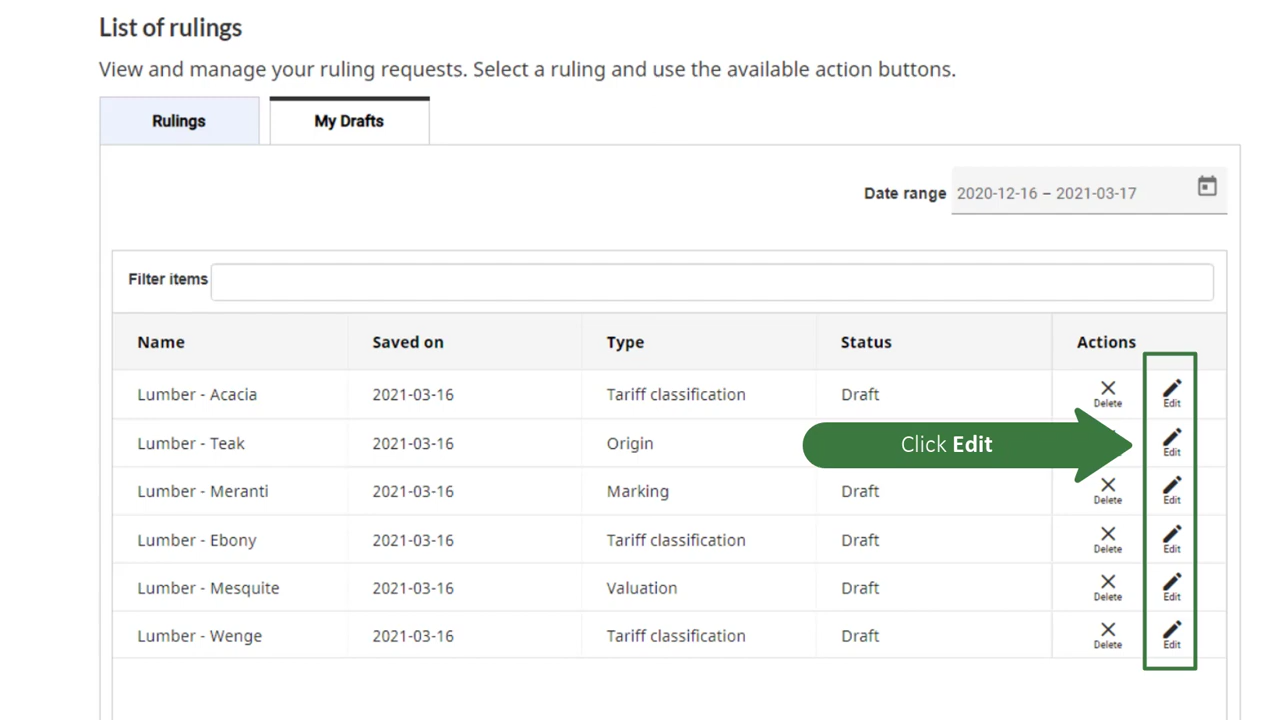 List of rulings
View and manage your ruling requests. Select a ruling and use the available action buttons.
Rulings My Drafts
Date range 2020-12-16 – 2021-03-17
Filter items
Name Saved on Type Status Actions
Lumber - Acacia 2021-03-16 Tariff classification Draft Delete Edit
Lumber - Teak 2021-03-16 Origin Click Edit Edit
Lumber - Meranti 2021-03-16 Marking Draft Delete Edit
Lumber - Ebony 2021-03-16 Tariff classification Draft Delete Edit
Lumber - Mesquite 2021-03-16 Valuation Draft Delete Edit
Lumber - Wenge 2021-03-16 Tariff classification Draft Delete Edit